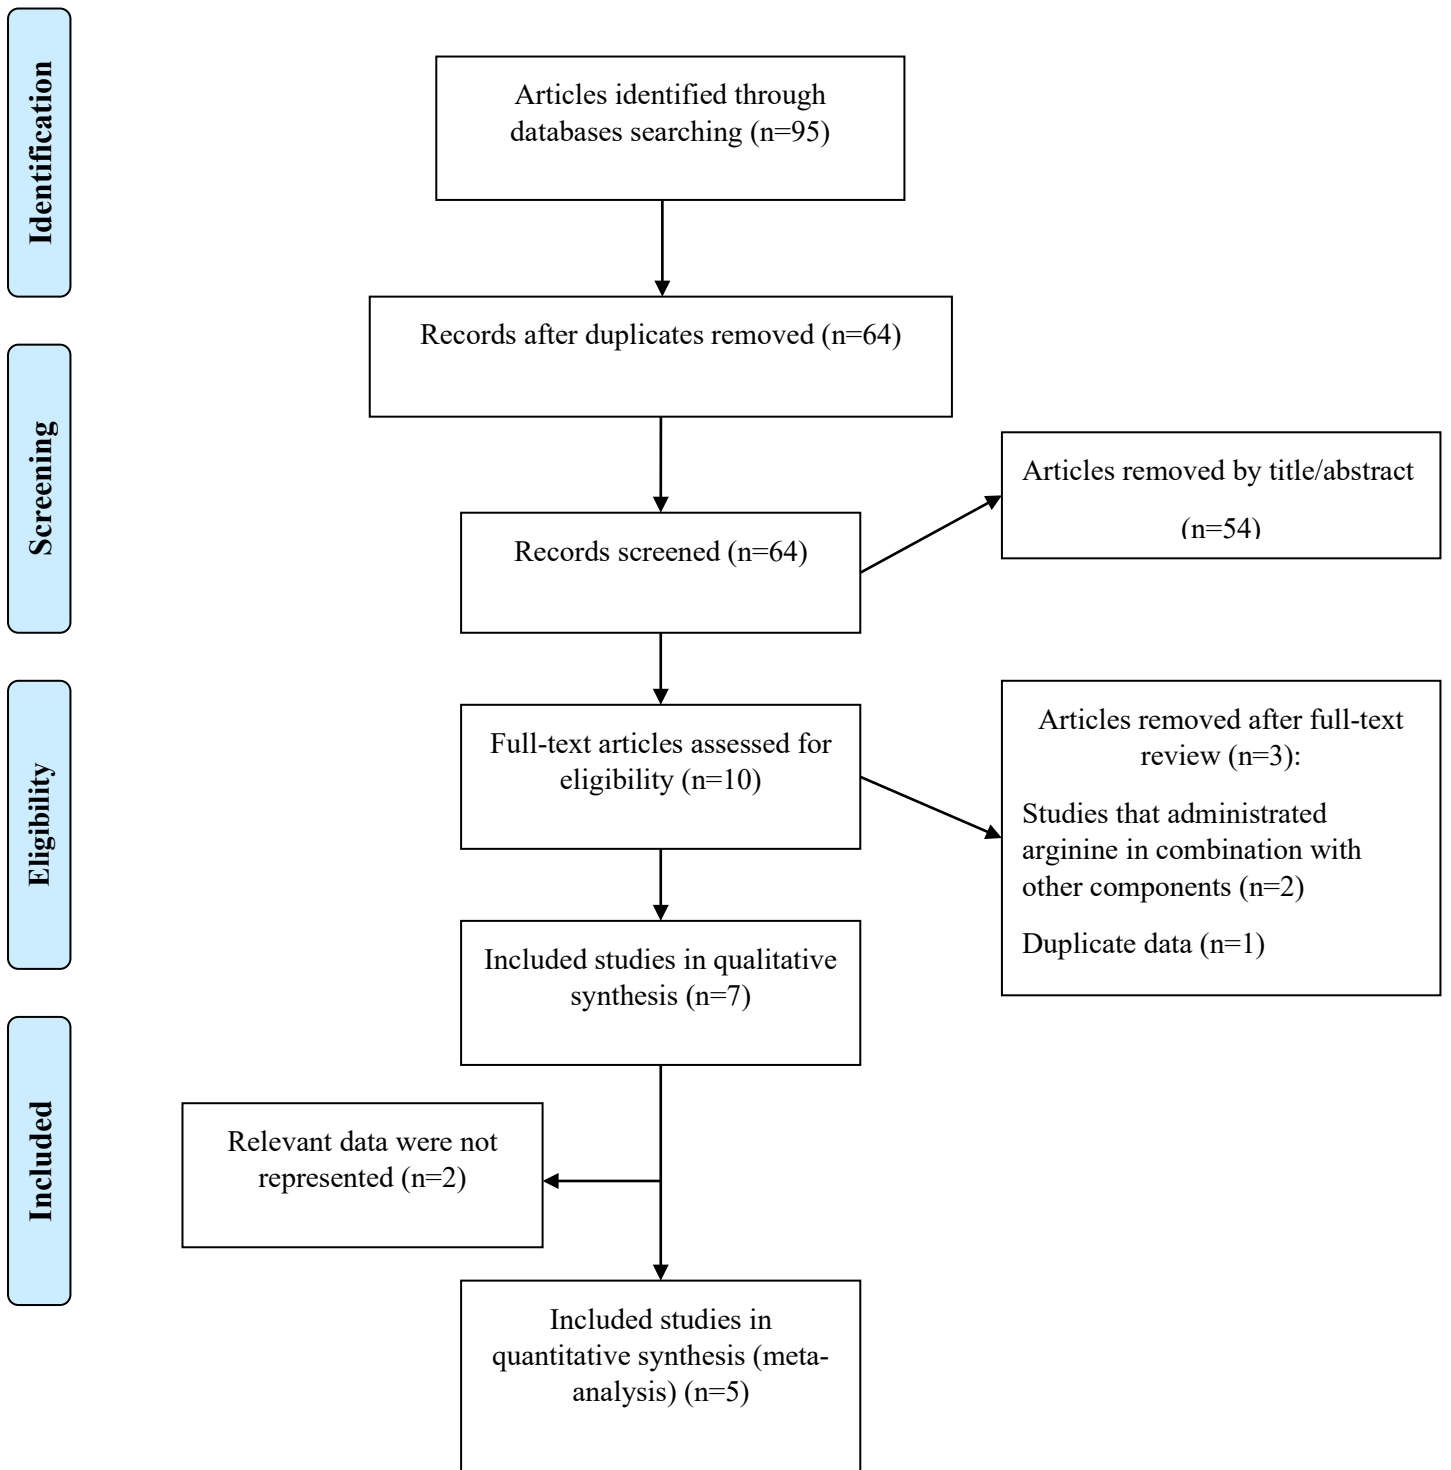 Identification
Articles identified through
databases searching (n=95)
Records after duplicates removed (n=64)
Screening
Articles removed by title/abstract
(n=54)
Records screened (n=64)
Eligibility
Full-text articles assessed for
eligibility (n=10)
Articles removed after full-text
review (n=3):
Studies that administrated
arginine in combination with
other components (n=2)
Duplicate data (n=1)
Included studies in qualitative
synthesis (n=7)
Included
Relevant data were not
represented (n=2)
Included studies in
quantitative synthesis (meta-
analysis) (n=5)